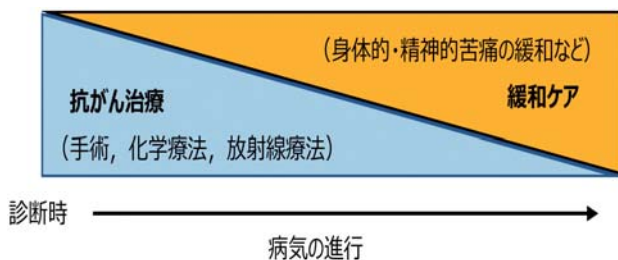 （身体的・精神的苦痛の緩和など）
緩和ケア
抗がん治療
（手術，化学療法，放射線療法）
診断時
病気の進行